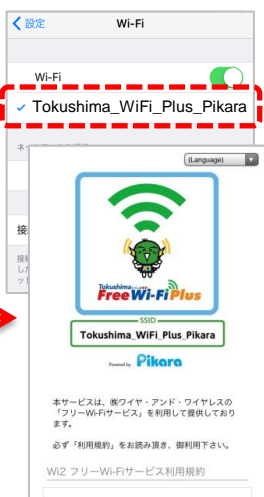 設定
Wi-Fi
Wi-Fi
Tokushima_WiFi_Plus_Pikara
(Language)
Tokushima
Free Wi-Fi Plus
SSID
Tokushima_WiFi_Plus_Pikara
Powered by Pikara
本サービスは、㈱ワイヤ・アンド・ワイヤレスの
「フリーWi-Fiサービス」を利用して提供しており
ます。
必ず「利用規約」をお読み頂き、御利用下さい。
Wi2 フリーWi-Fiサービス利用規約